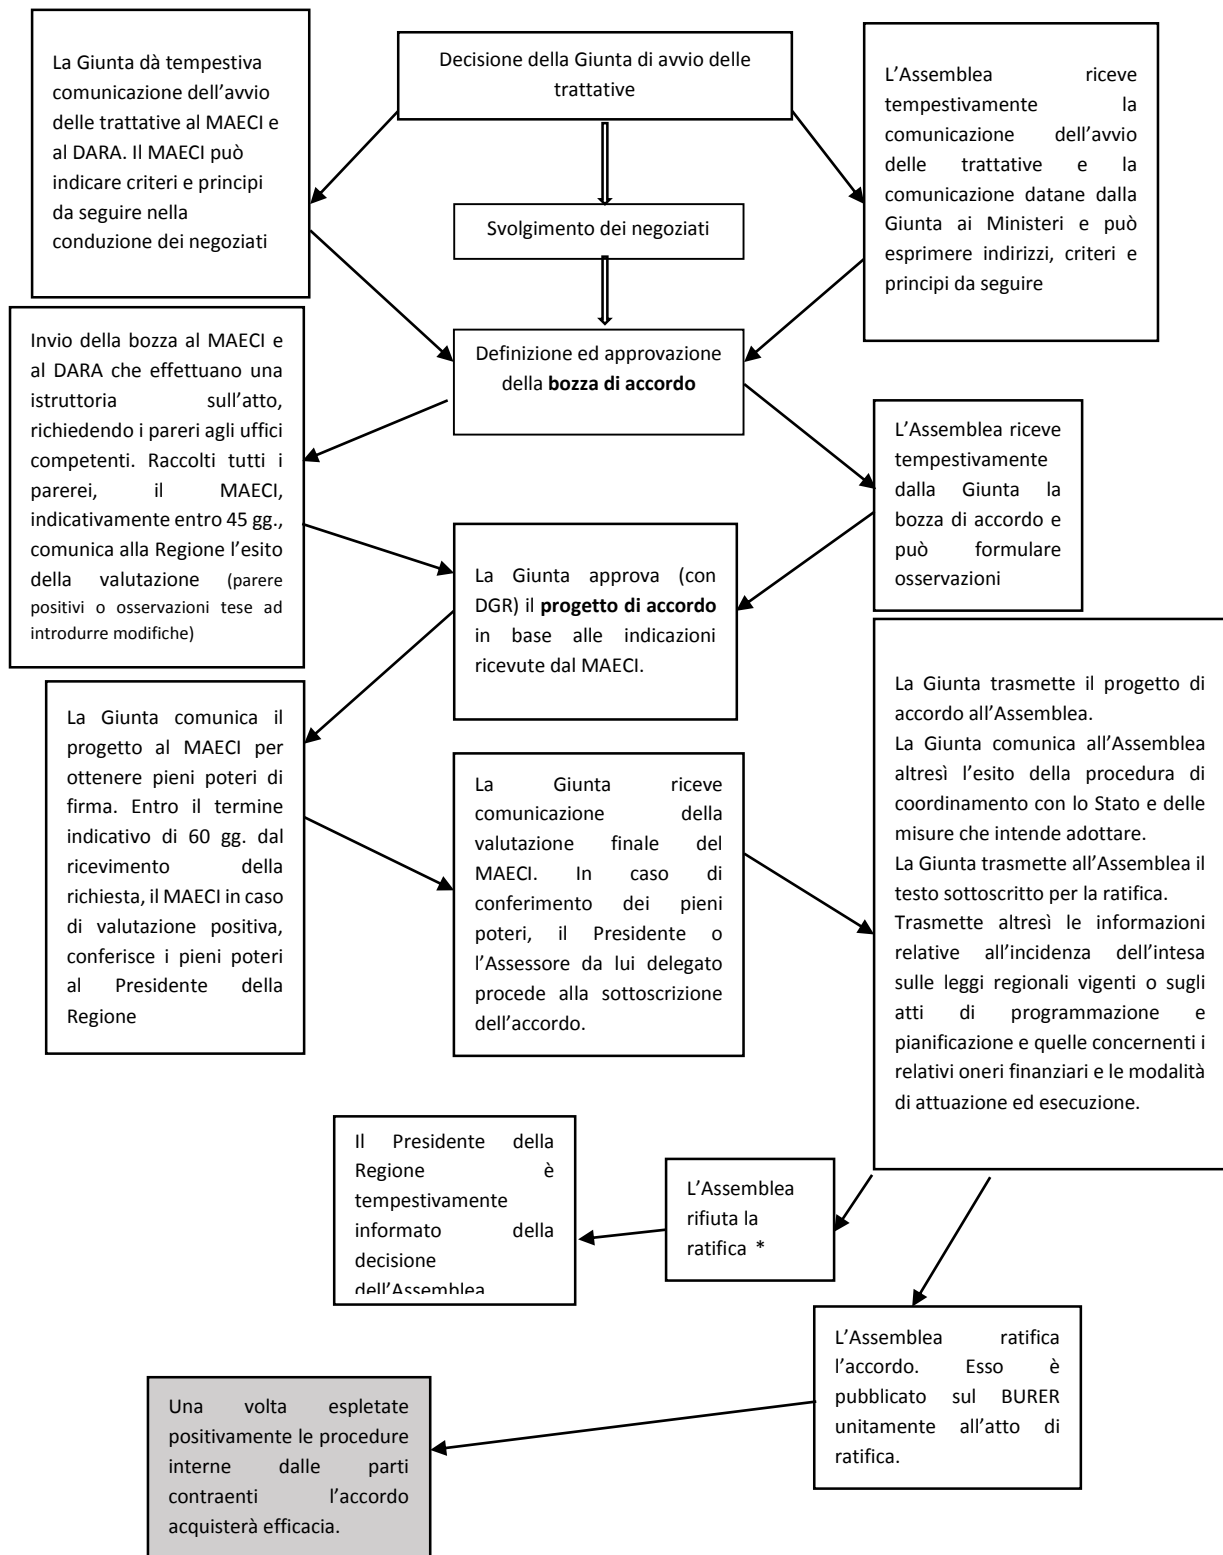 La Giunta dà tempestiva
comunicazione dell'avvio
delle trattative al MAECI e
al DARA. Il MAECI può
indicare criteri e principi
da seguire nella
conduzione dei negoziati
Decisione della Giunta di avvio delle
trattative
L'Assemblea riceve
tempestivamente la
comunicazione dell'avvio
delle trattative e la
comunicazione datane dalla
Giunta ai Ministeri e può
esprimere indirizzi, criteri e
principi da seguire
Svolgimento dei negoziati
Definizione ed approvazione
della bozza di accordo
Invio della bozza al MAECI e
al DARA che effettuano una
istruttoria sull'atto,
richiedendo i pareri agli uffici
competenti. Raccolti tutti i
parerei, il MAECI,
indicativamente entro 45 gg.,
comunica alla Regione l'esito
della valutazione (parere
positivi o osservazioni tese ad
introdurre modifiche)
L'Assemblea riceve
tempestivamente
dalla Giunta la
bozza di accordo e
può formulare
osservazioni
La Giunta approva (con
DGR) il progetto di accordo
in base alle indicazioni
ricevute dal MAECI.
La Giunta comunica il
progetto al MAECI per
ottenere pieni poteri di
firma. Entro il termine
indicativo di 60 gg. dal
ricevimento della
richiesta, il MAECI in caso
di valutazione positiva,
conferisce i pieni poteri
al Presidente della
Regione
La Giunta riceve
comunicazione della
valutazione finale del
MAECI. In caso di
conferimento dei pieni
poteri, il Presidente o
l'Assessore da lui delegato
procede alla sottoscrizione
dell'accordo.
La Giunta trasmette il progetto di
accordo all'Assemblea.
La Giunta comunica all'Assemblea
altresì l'esito della procedura di
coordinamento con lo Stato e delle
misure che intende adottare.
La Giunta trasmette all'Assemblea il
testo sottoscritto per la ratifica.
Trasmette altresì le informazioni
relative all'incidenza dell'intesa
sulle leggi regionali vigenti o sugli
atti di programmazione e
pianificazione e quelle concernenti i
relativi oneri finanziari e le modalità
di attuazione ed esecuzione.
Il Presidente della
Regione è
tempestivamente
informato della
decisione
dell'Assemblea
L'Assemblea
rifiuta la
ratifica *
L'Assemblea ratifica
l'accordo. Esso è
pubblicato sul BURER
unitamente all'atto di
ratifica.
Una volta espletate
positivamente le procedure
interne dalle parti
contraenti l'accordo
acquisterà efficacia.